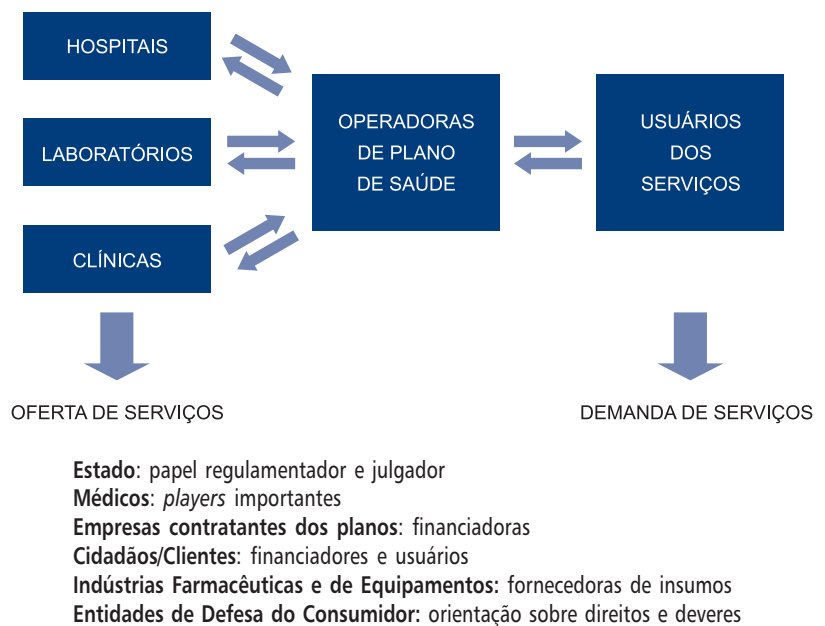 HOSPITAIS
LABORATÓRIOS
CLÍNICAS
OPERADORAS
DE PLANO
DE SAÚDE
USUÁRIOS
DOS
SERVIÇOS
OFERTA DE SERVIÇOS
DEMANDA DE SERVIÇOS
Estado: papel regulamentador e julgador
Médicos: players importantes
Empresas contratantes dos planos: financiadoras
Cidadãos/Clientes: financiadores e usuários
Indústrias Farmacêuticas e de Equipamentos: fornecedoras de insumos
Entidades de Defesa do Consumidor: orientação sobre direitos e deveres